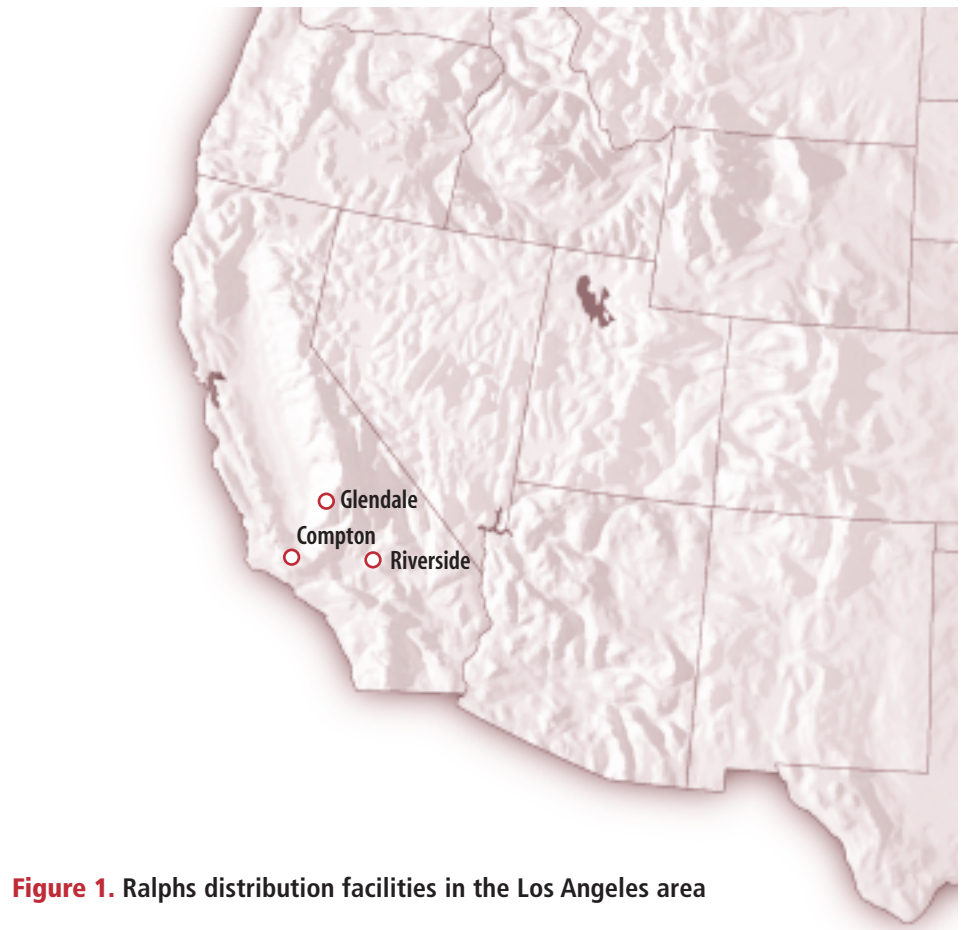 Glendale
Compton
Riverside
Figure 1. Ralphs distribution facilities in the Los Angeles area